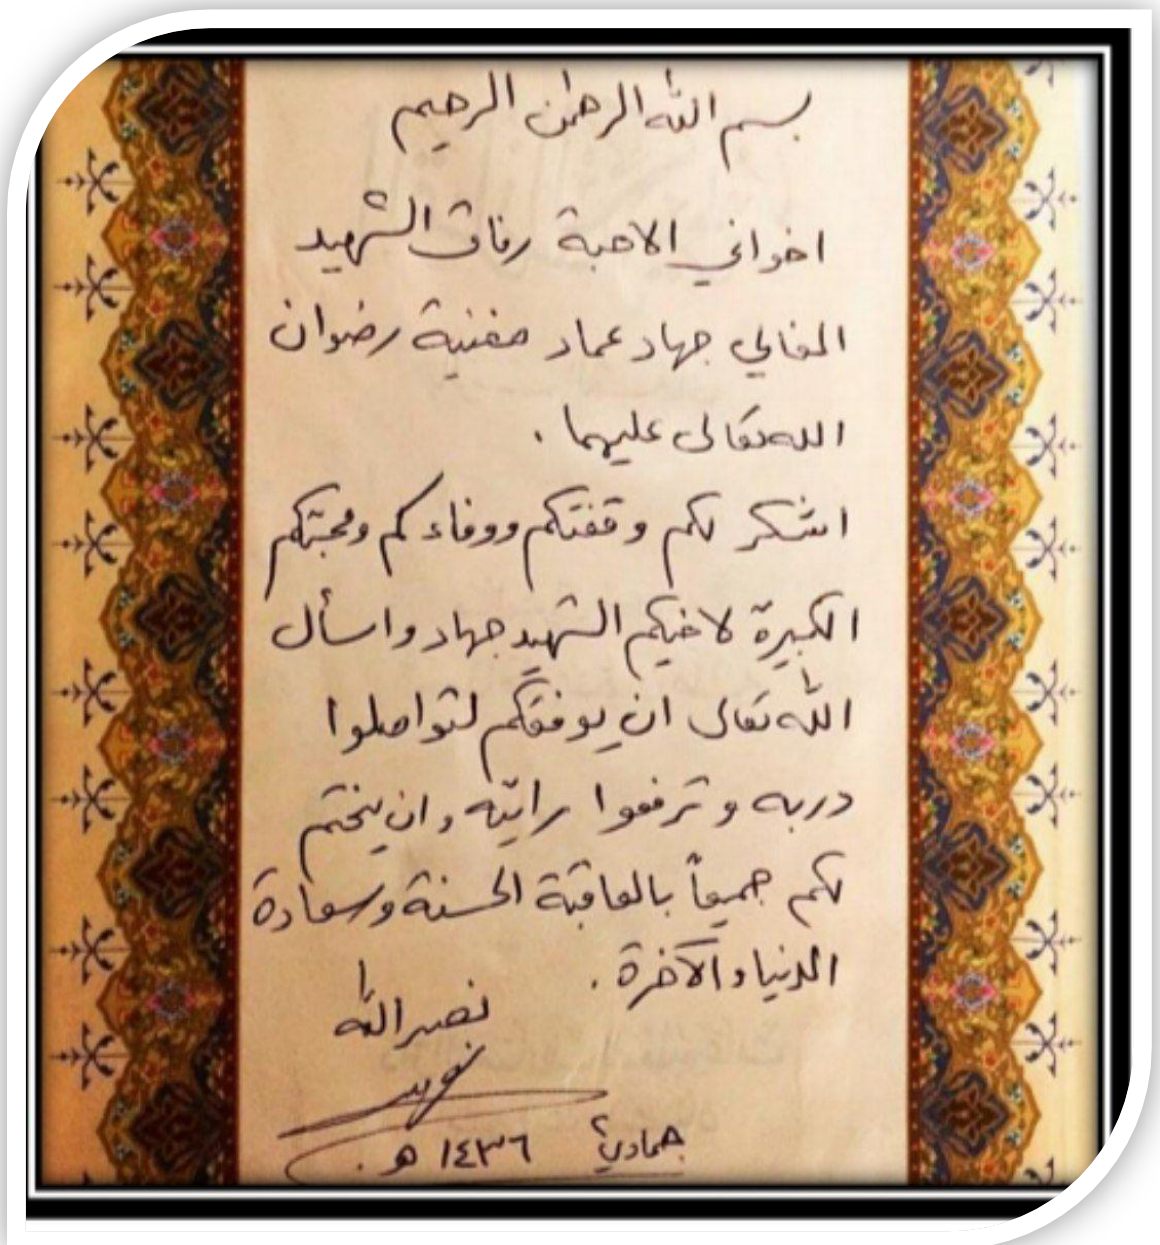 بسم الله الرحمن الرحيم
اخواني الاحبة رفاق الشهيد
الغالي جهاد عماد مغنية رضوان
الله تعالى عليهما .
اشكر لكم وقفتكم ووفاءكم ومحبتكم
الكبيرة لاخيكم الشهيد جهاد واسأل
الله تعالى ان يوفقكم لتواصلوا
دربه وترفعوا رايته وان يختم
لكم جميعاً بالعاقبة الحسنة وسعادة
الدنيا والآخرة .
نصرالله
جمادى ١٤٣٦ هـ.